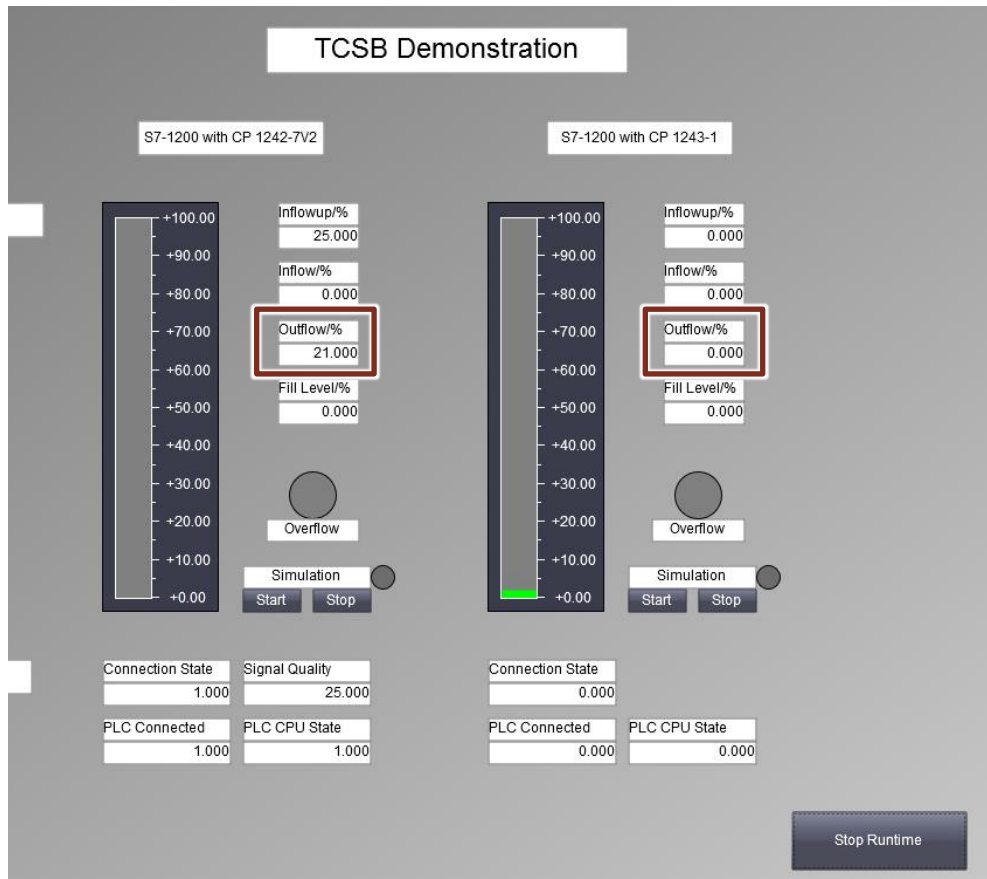 TCSB Demonstration
S7-1200 with CP 1242-7V2
S7-1200 with CP 1243-1
+100.00
+90.00
+80.00
+70.00
+60.00
+50.00
+40.00
+30.00
+20.00
+10.00
+0.00
Inflowup/%
25.000
Inflow/%
0.000
Outflow/%
21.000
Fill Level/%
0.000
Overflow
Simulation
Start Stop
+100.00
+90.00
+80.00
+70.00
+60.00
+50.00
+40.00
+30.00
+20.00
+10.00
+0.00
Inflowup/%
0.000
Inflow/%
0.000
Outflow/%
0.000
Fill Level/%
0.000
Overflow
Simulation
Start Stop
Connection State Signal Quality
1.000 25.000
PLC Connected PLC CPU State
1.000 1.000
Connection State
0.000
PLC Connected PLC CPU State
0.000 0.000
Stop Runtime